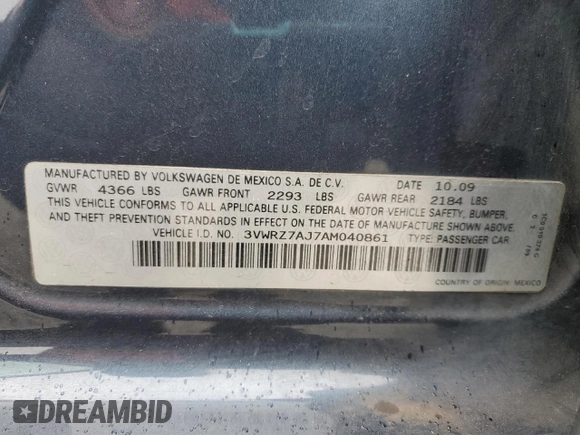 MANUFACTURED BY VOLKSWAGEN DE MEXICO S.A. DE C.V. DATE 10.09
GVWR 4366 LBS GAWR FRONT 2293 LBS GAWR REAR 2184 LBS
THIS VEHICLE CONFORMS TO ALL APPLICABLE U.S. FEDERAL MOTOR VEHICLE SAFETY, BUMPER,
AND THEFT PREVENTION STANDARDS IN EFFECT ON THE DATE OF MANUFACTURE SHOWN ABOVE.
VEHICLE I.D. NO. 3VWRZ7AJ7AM040861 TYPE: PASSENGER CAR
COUNTRY OF ORIGIN: MEXICO
DREAMBID